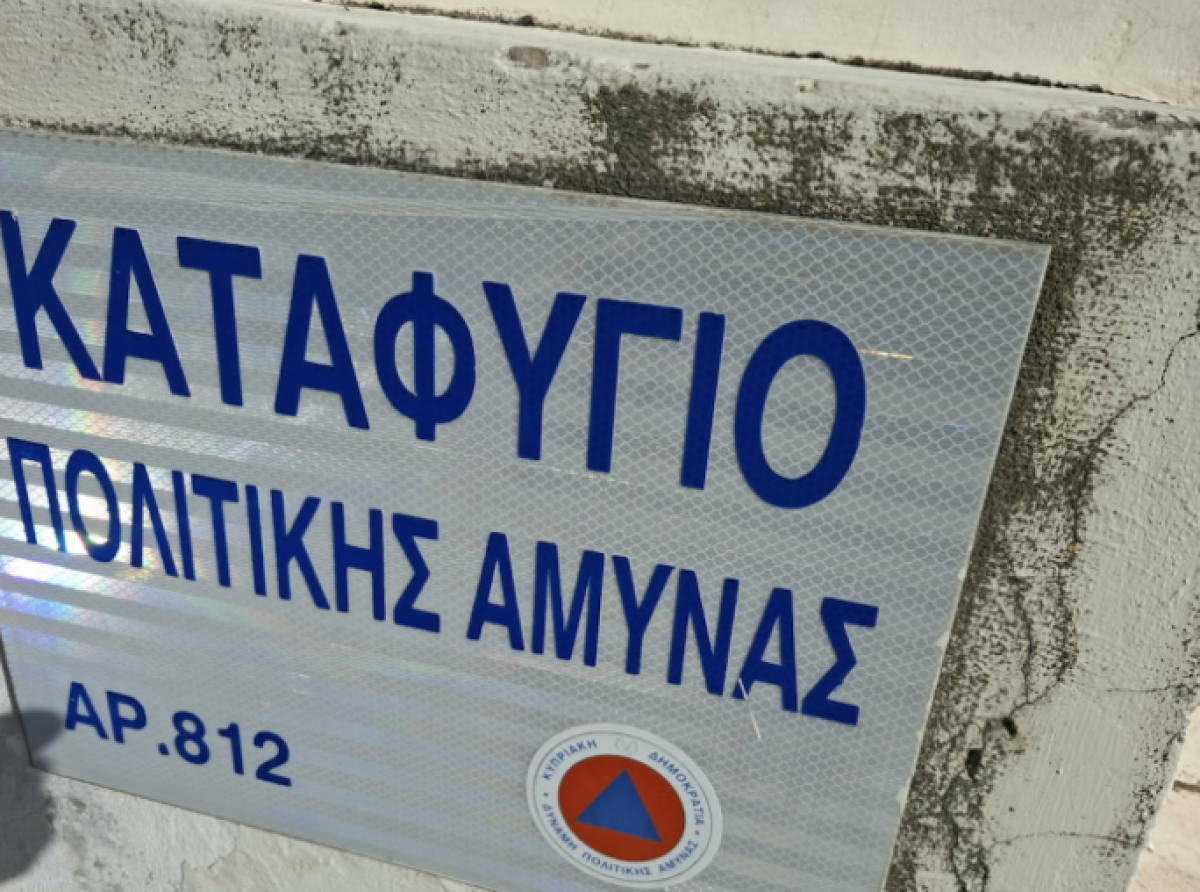 ΚΑΤΑΦΥΓΙΟ
ΠΟΛΙΤΙΚΗΣ ΑΜΥΝΑΣ
ΑΡ.812
ΚΥΠΡΙΑΚΗ ΔΗΜΟΚΡΑΤΙΑ
ΔΥΝΑΜΗ ΠΟΛΙΤΙΚΗΣ ΑΜΥΝΑΣ